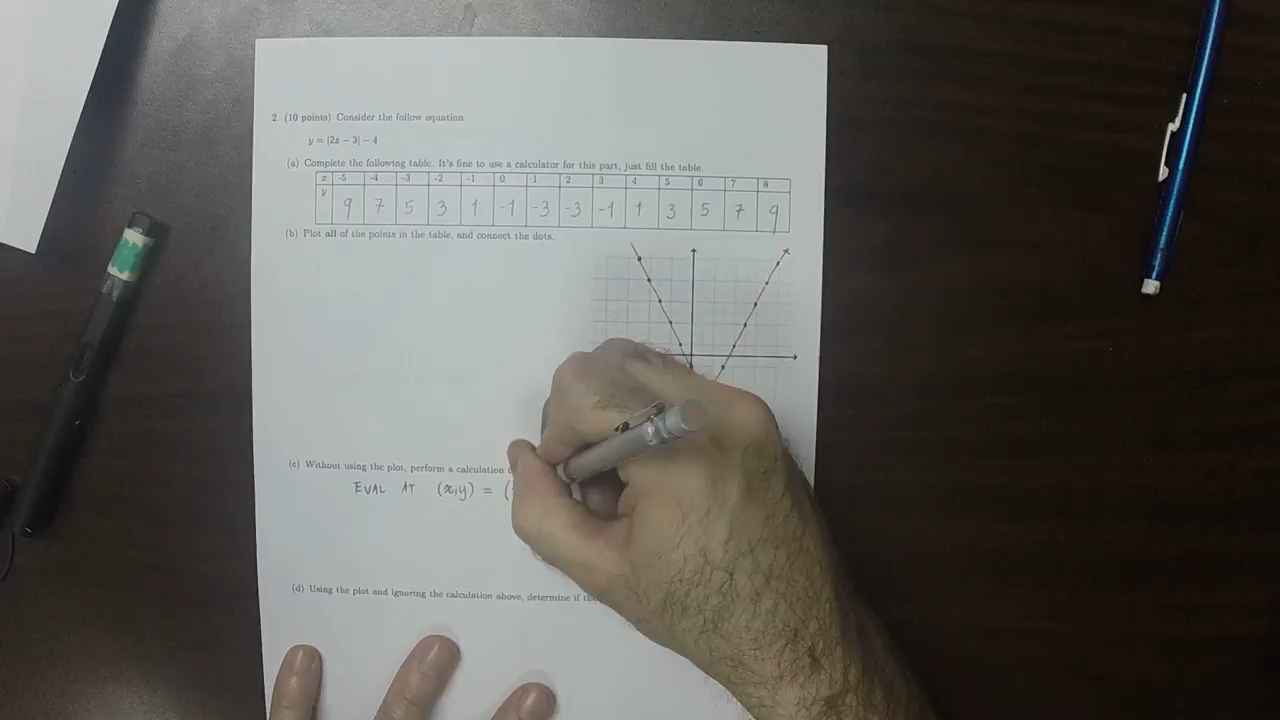 2. (10 points) Consider the follow equation.
y = |2x − 3| − 4
(a) Complete the following table. It's fine to use a calculator for this part, just fill the table.
x -5 -4 -3 -2 -1 0 1 2 3 4 5 6 7 8
y 9 7 5 3 1 -1 -3 -3 -1 1 3 5 7 9
(b) Plot all of the points in the table, and connect the dots.
(c) Without using the plot, perform a calculation
EVAL AT (x,y) = (
(d) Using the plot and ignoring the calculation above, determine if